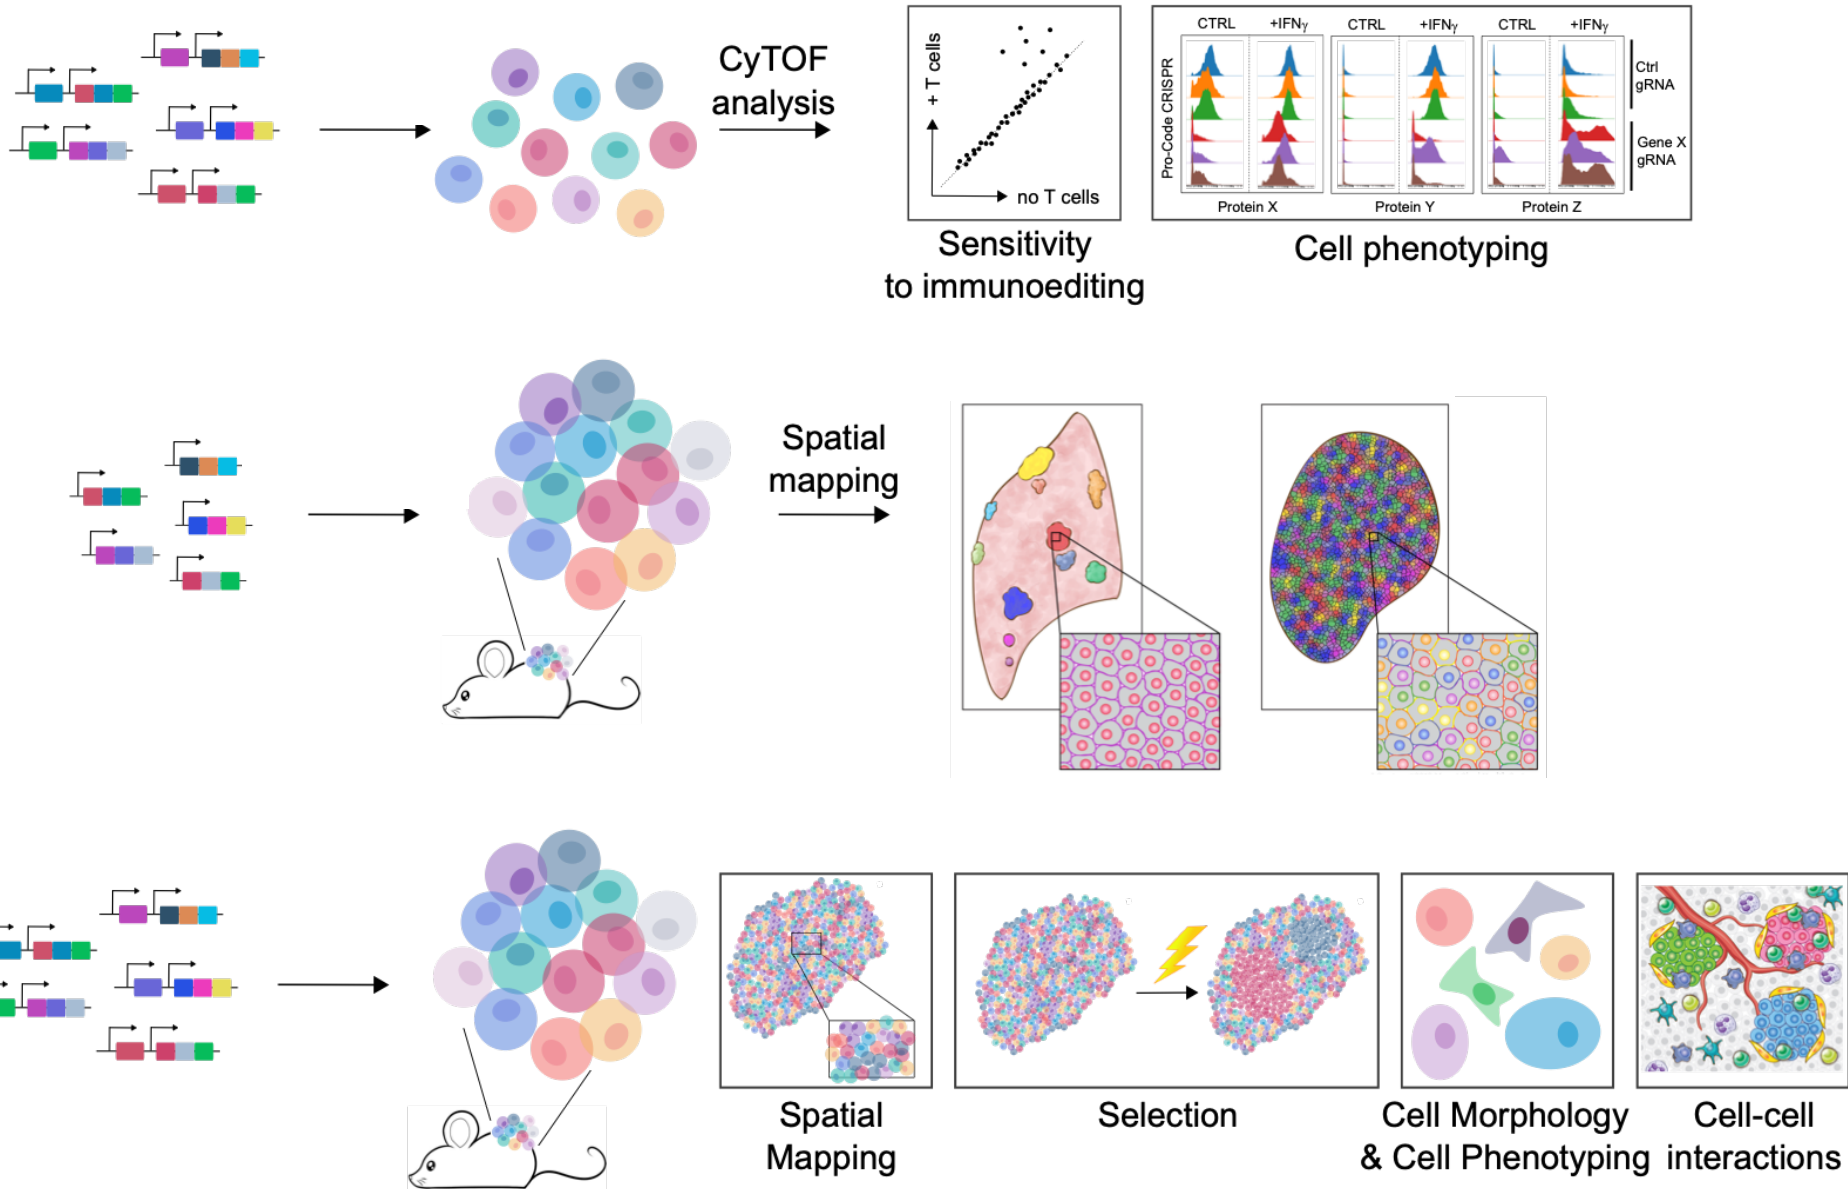 CyTOF
analysis
+ T cells
no T cells
Sensitivity
to immunoediting
CTRL +IFNγ CTRL +IFNγ CTRL +IFNγ
Pro-Code CRISPR
Ctrl
gRNA
Gene X
gRNA
Protein X Protein Y Protein Z
Cell phenotyping
Spatial
mapping
Spatial
Mapping
Selection
Cell Morphology
& Cell Phenotyping
Cell-cell
interactions